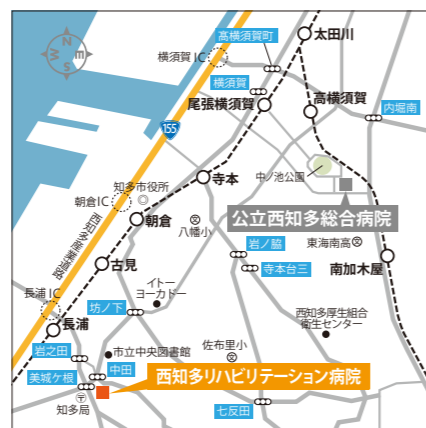 高横須賀町
太田川
横須賀IC
横須賀
尾張横須賀
高横須賀
内堀南
N
E
S
W
155
中ノ池公園
知多市役所
寺本
朝倉IC
朝倉
文
八幡小
公立西知多総合病院
岩ノ脇
東海南高
文
寺本台三
南加木屋
西知多産業道路
古見
イトー
ヨーカドー
坊ノ下
長浦IC
長浦
西知多厚生組合
衛生センター
佐布里小
文
岩之田
市立中央図書館
中田
美城ケ根
〒
知多局
西知多リハビリテーション病院
七反田